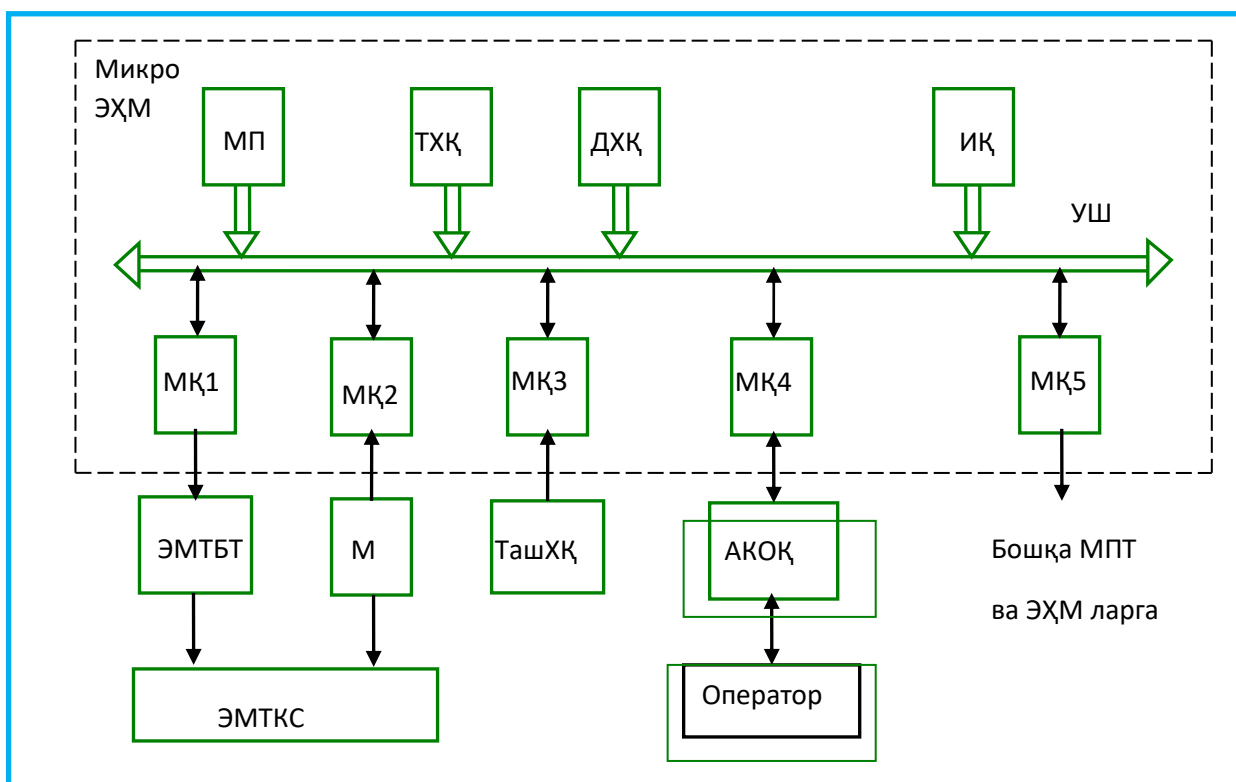 Микро
ЭҲМ
МП
ТХҚ
ДХҚ
ИҚ
УШ
МҚ1
МҚ2
МҚ3
МҚ4
МҚ5
ЭМТБТ
М
ТашХҚ
АКОҚ
Бошқа МПТ
ва ЭҲМ ларга
ЭМТКС
Оператор